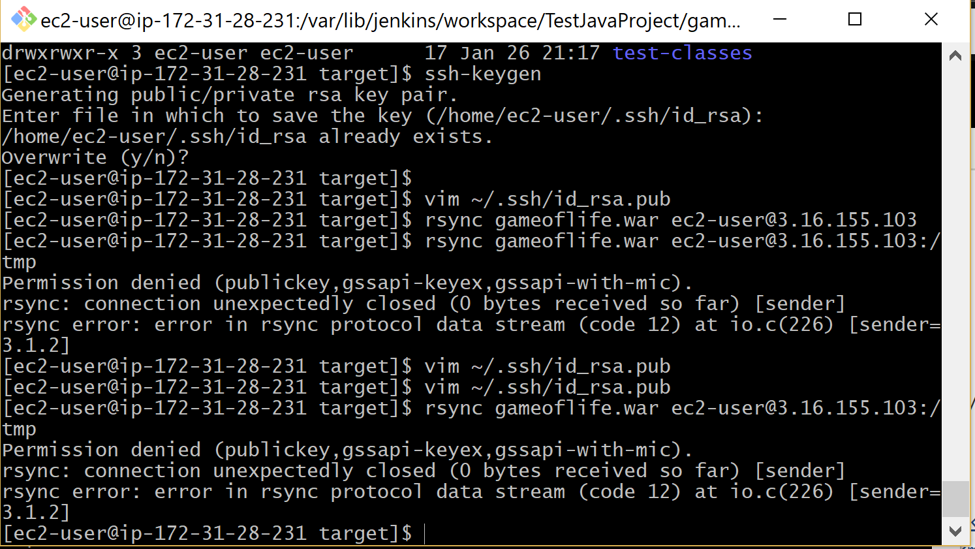 ec2-user@ip-172-31-28-231:/var/lib/jenkins/workspace/TestJavaProject/gam...
drwxrwxr-x 3 ec2-user ec2-user      17 Jan 26 21:17 test-classes
[ec2-user@ip-172-31-28-231 target]$ ssh-keygen
Generating public/private rsa key pair.
Enter file in which to save the key (/home/ec2-user/.ssh/id_rsa):
/home/ec2-user/.ssh/id_rsa already exists.
Overwrite (y/n)?
[ec2-user@ip-172-31-28-231 target]$
[ec2-user@ip-172-31-28-231 target]$ vim ~/.ssh/id_rsa.pub
[ec2-user@ip-172-31-28-231 target]$ rsync gameoflife.war ec2-user@3.16.155.103
[ec2-user@ip-172-31-28-231 target]$ rsync gameoflife.war ec2-user@3.16.155.103:/
tmp
Permission denied (publickey,gssapi-keyex,gssapi-with-mic).
rsync: connection unexpectedly closed (0 bytes received so far) [sender]
rsync error: error in rsync protocol data stream (code 12) at io.c(226) [sender=
3.1.2]
[ec2-user@ip-172-31-28-231 target]$ vim ~/.ssh/id_rsa.pub
[ec2-user@ip-172-31-28-231 target]$ vim ~/.ssh/id_rsa.pub
[ec2-user@ip-172-31-28-231 target]$ rsync gameoflife.war ec2-user@3.16.155.103:/
tmp
Permission denied (publickey,gssapi-keyex,gssapi-with-mic).
rsync: connection unexpectedly closed (0 bytes received so far) [sender]
rsync error: error in rsync protocol data stream (code 12) at io.c(226) [sender=
3.1.2]
[ec2-user@ip-172-31-28-231 target]$